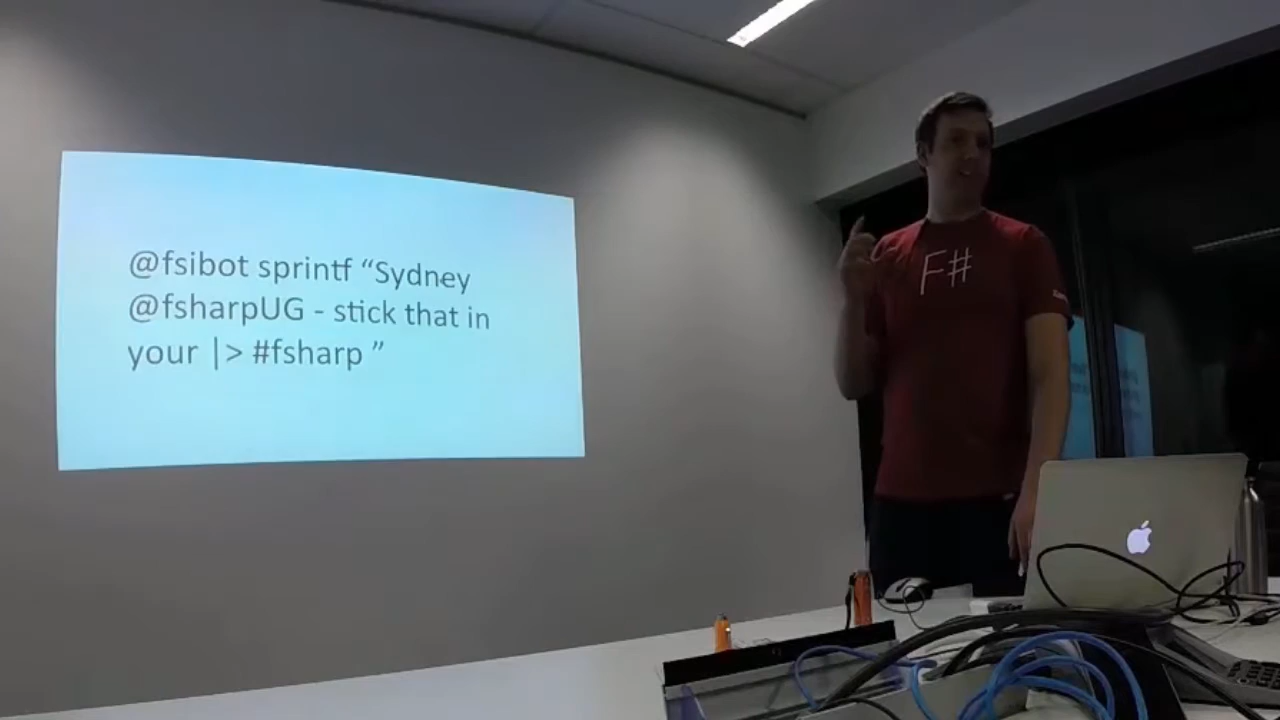 @fsibot sprintf “Sydney
@fsharpUG - stick that in
your |> #fsharp ”
F#